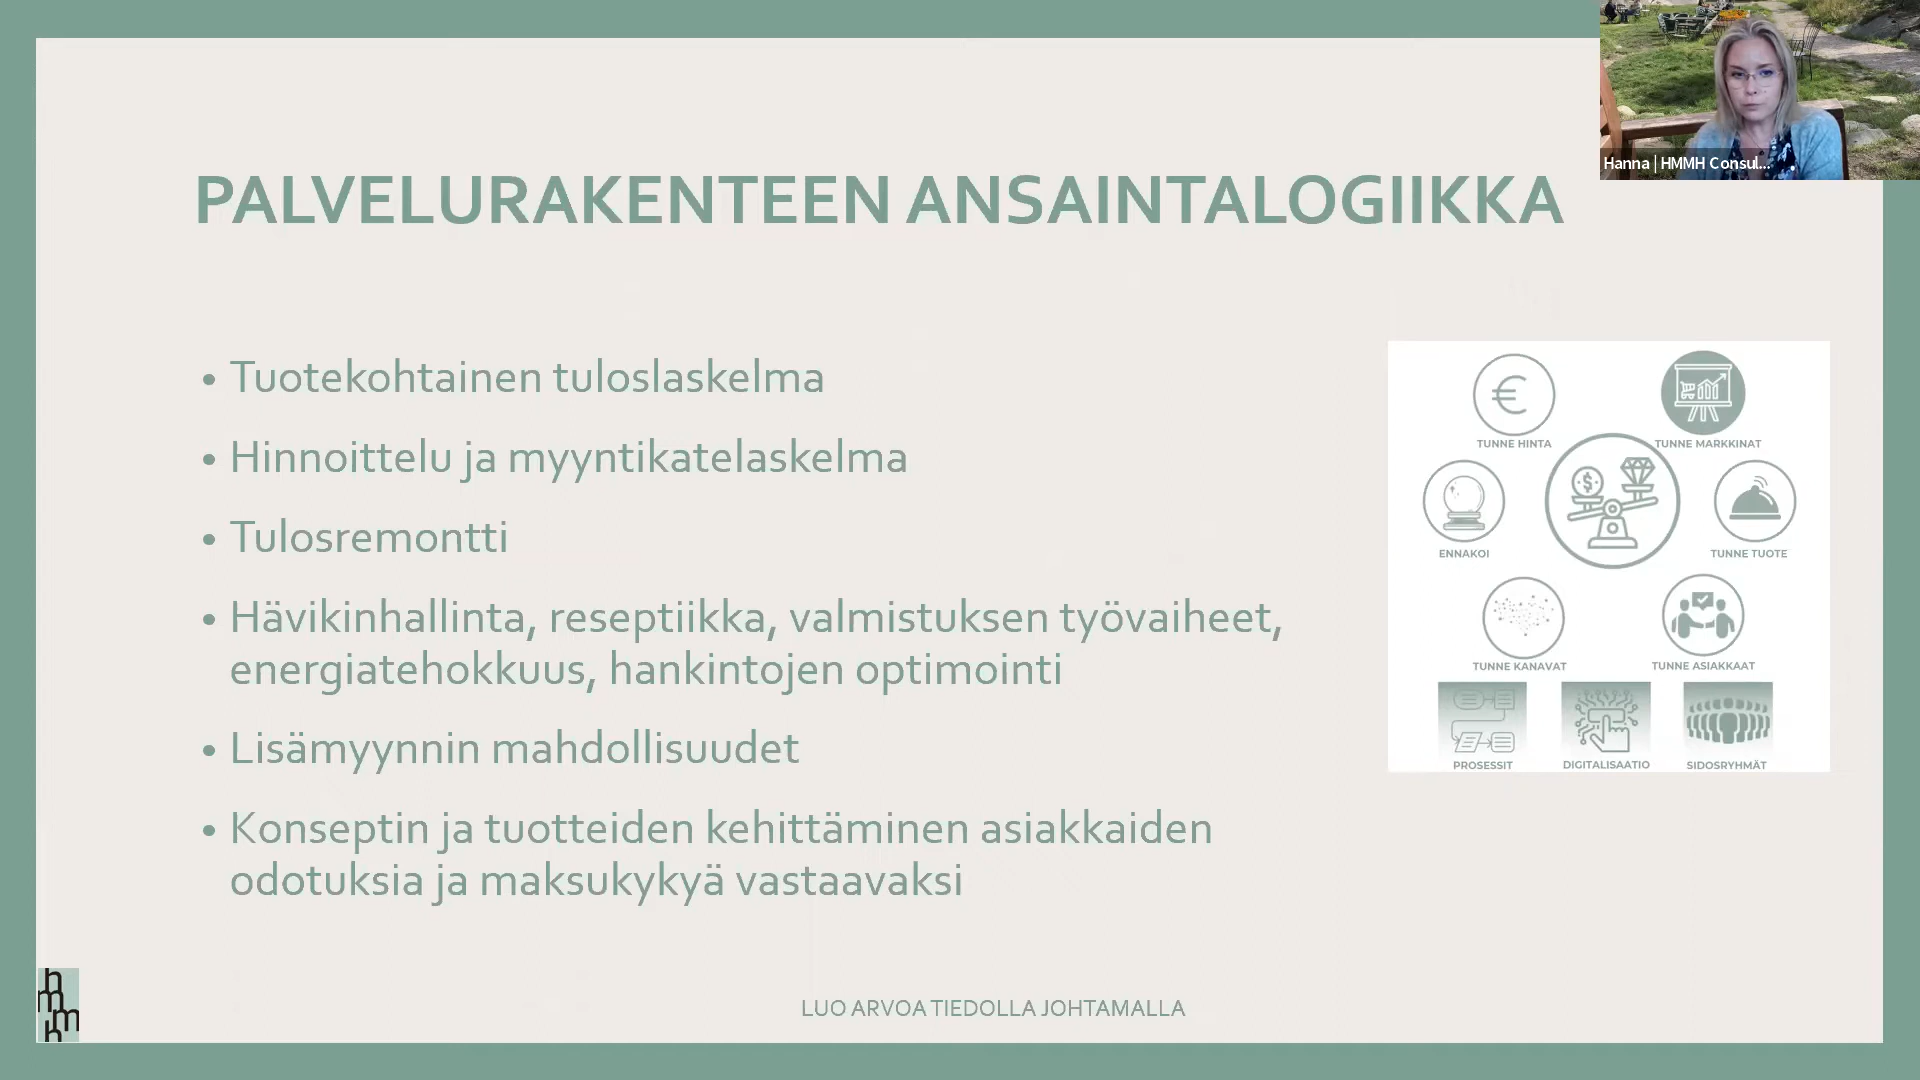 Hanna | HMMH Consul...
PALVELURAKENTEEN ANSAINTALOGIIKKA
• Tuotekohtainen tuloslaskelma
• Hinnoittelu ja myyntikatelaskelma
• Tulosremontti
• Hävikinhallinta, reseptiikka, valmistuksen työvaiheet,
energiatehokkuus, hankintojen optimointi
• Lisämyynnin mahdollisuudet
• Konseptin ja tuotteiden kehittäminen asiakkaiden
odotuksia ja maksukykyä vastaavaksi
TUNNE HINTA
TUNNE MARKKINAT
ENNAKOI
TUNNE TUOTE
TUNNE KANAVAT
TUNNE ASIAKKAAT
PROSESSIT
DIGITALISAATIO
SIDOSRYHMÄT
hmmh
LUO ARVOA TIEDOLLA JOHTAMALLA